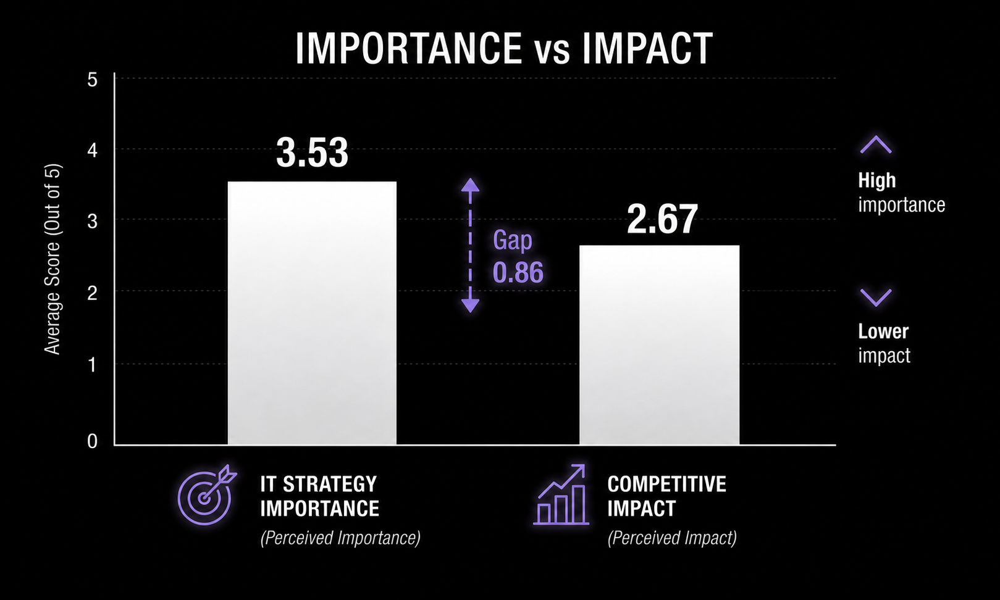 IMPORTANCE vs IMPACT
Average Score (Out of 5)
5
4
3
2
1
0
3.53
Gap
0.86
2.67
High
importance
Lower
impact
IT STRATEGY
IMPORTANCE
(Perceived Importance)
COMPETITIVE
IMPACT
(Perceived Impact)